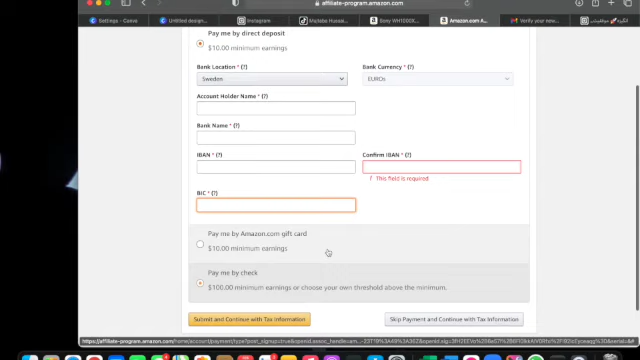 affiliate-program.amazon.com
Settings - Canva
Untitled design...
Instagram
Sony WH1000X...
Amazon.com A...
Verify your new...
Pay me by direct deposit
$10.00 minimum earnings
Bank Location * (?)
Bank Currency * (?)
Sweden
EUROs
Account Holder Name * (?)
Bank Name * (?)
IBAN * (?)
Confirm IBAN * (?)
! This field is required
BIC * (?)
Pay me by Amazon.com gift card
$10.00 minimum earnings
Pay me by check
$100.00 minimum earnings or choose your own threshold above the minimum.
Submit and Continue with Tax Information
Skip Payment and Continue with Tax Information